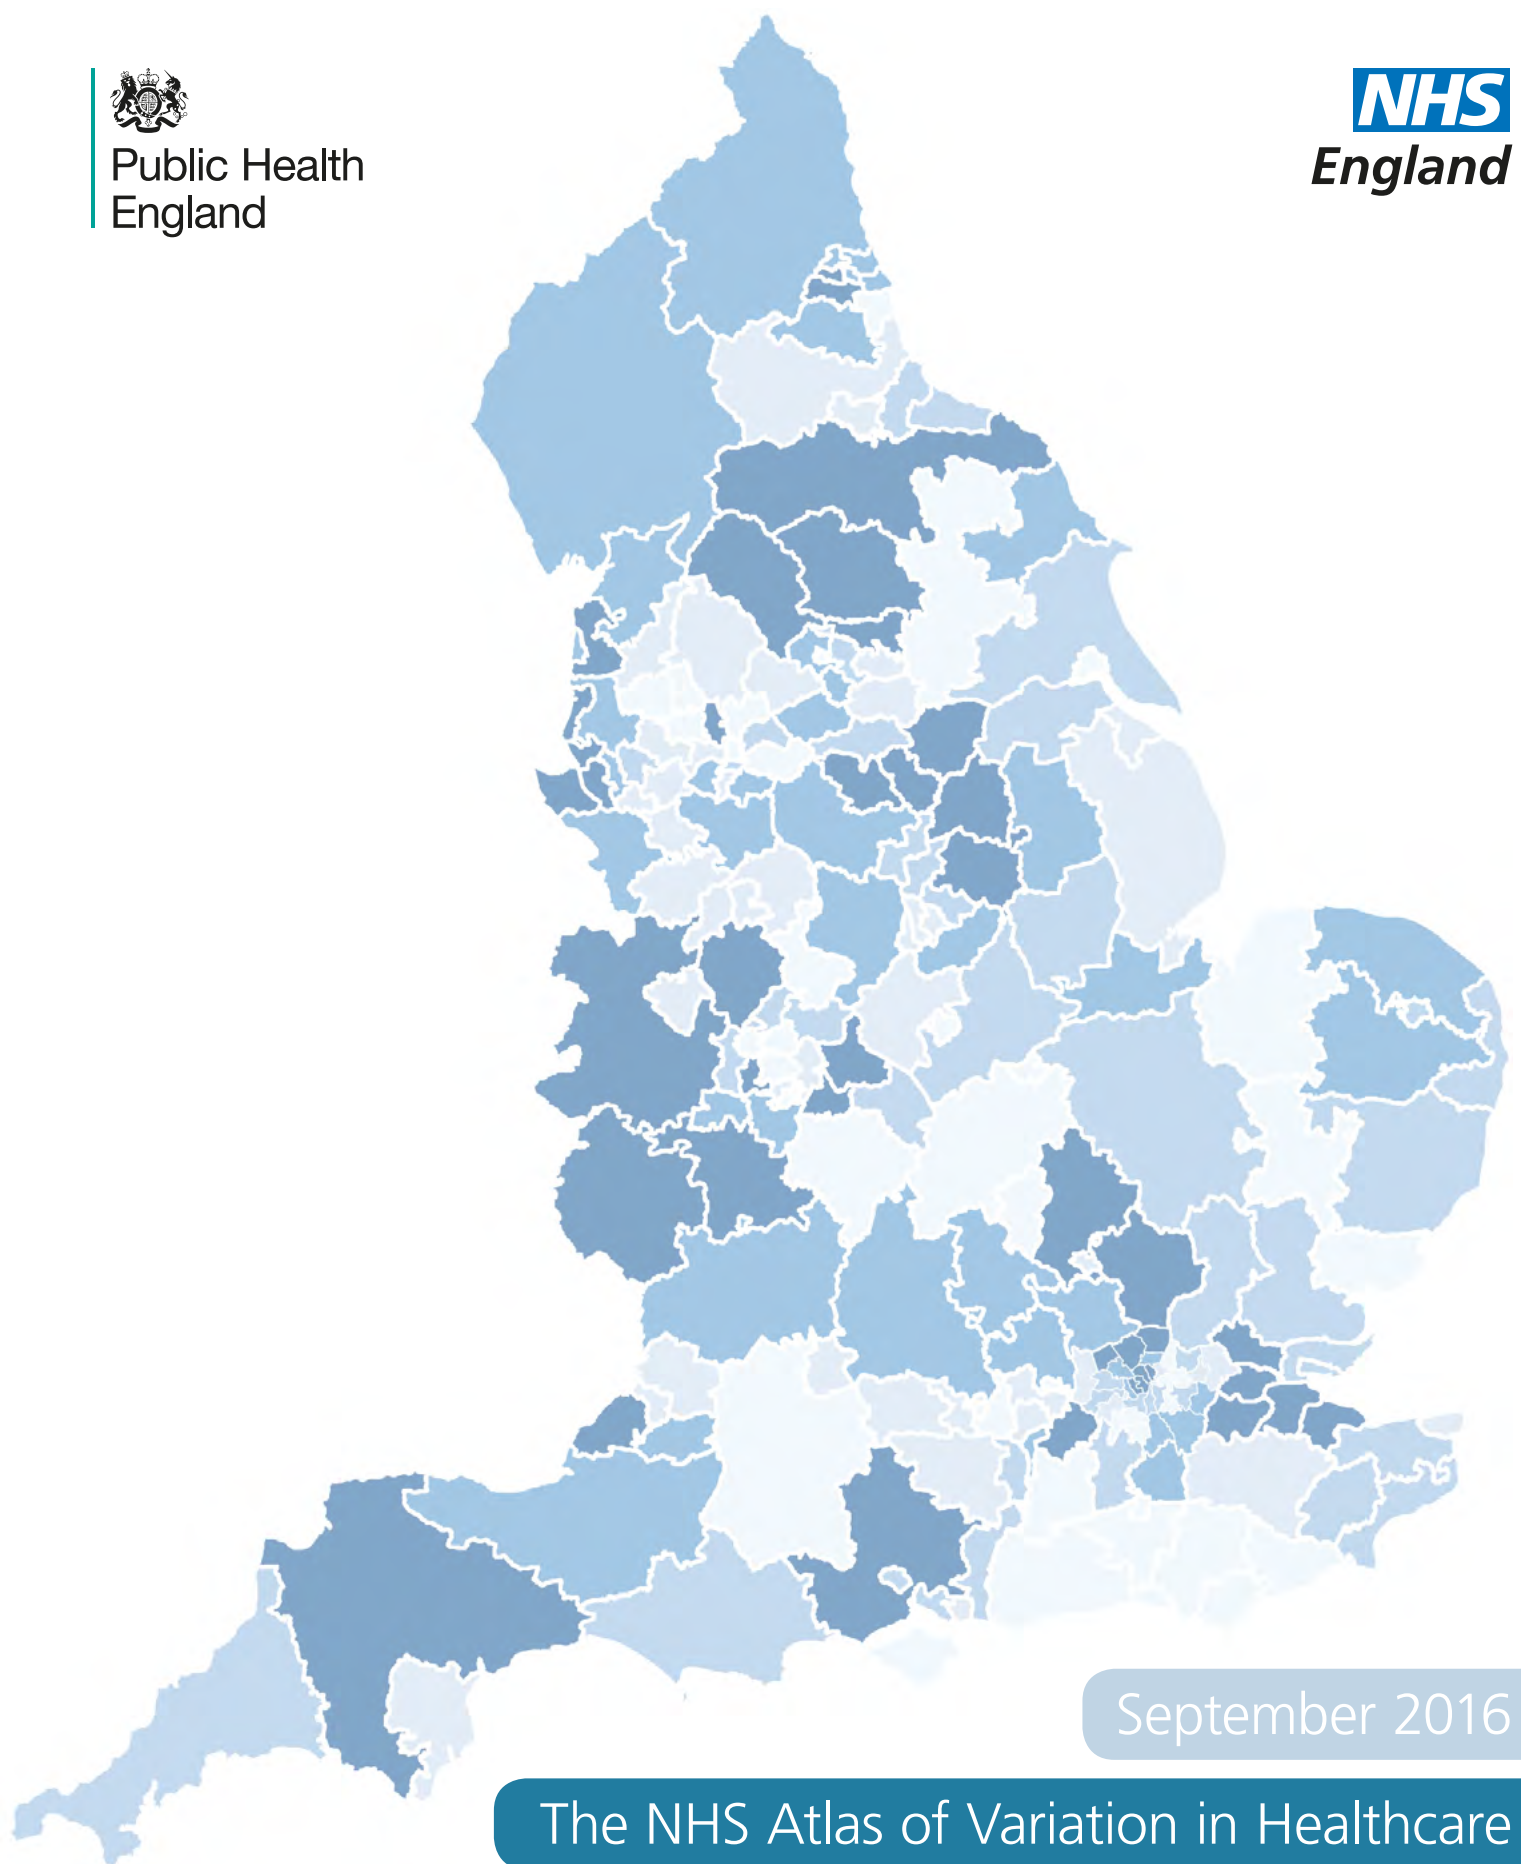 Public Health
England
NHS
England
September 2016
The NHS Atlas of Variation in Healthcare